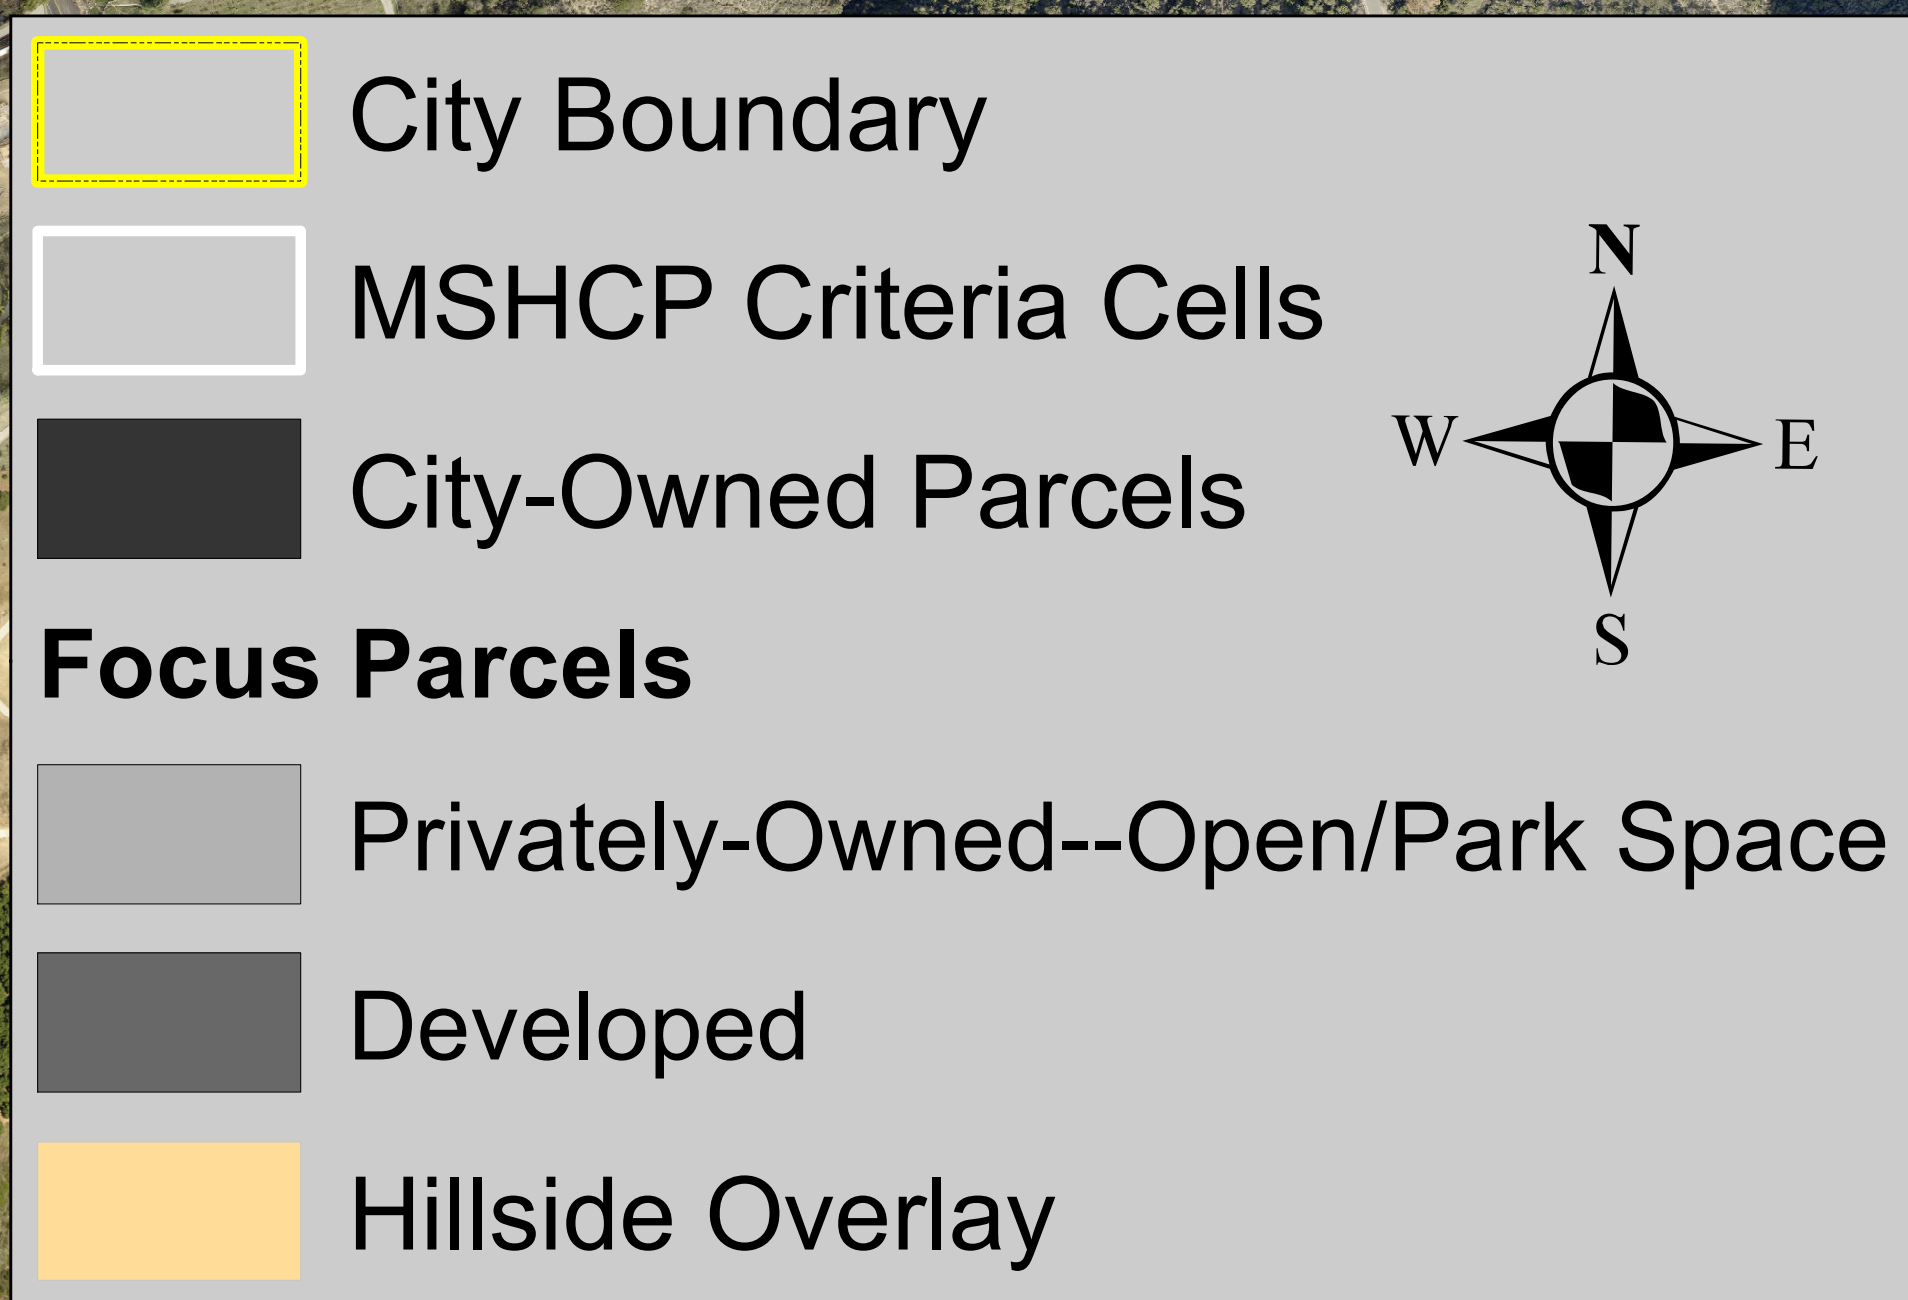 City Boundary
MSHCP Criteria Cells
City-Owned Parcels
Focus Parcels
Privately-Owned--Open/Park Space
Developed
Hillside Overlay
N
W
E
S